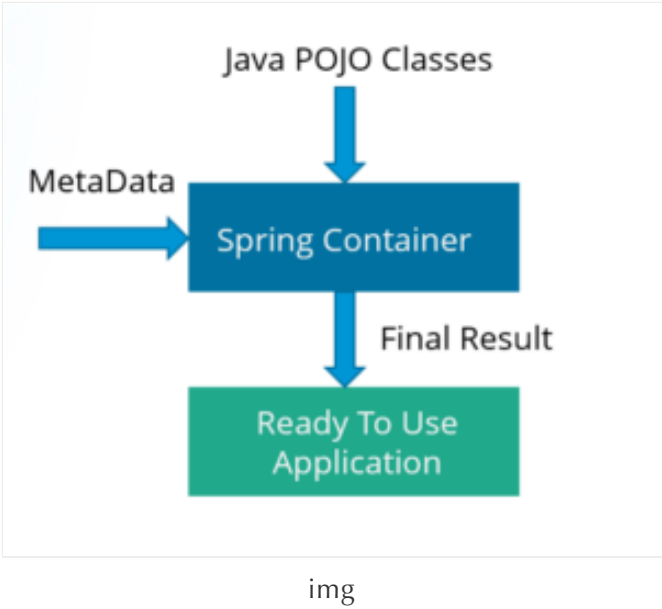 Java POJO Classes
MetaData
Spring Container
Final Result
Ready To Use
Application
img